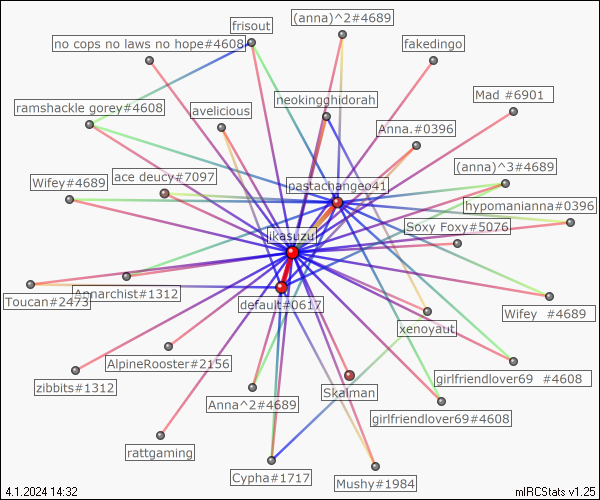 (anna)^2#4689
frisout
no cops no laws no hope#4608
fakedingo
neokingghidorah
Mad #6901
ramshackle gorey#4608
avelicious
Anna.#0396
(anna)^3#4689
ace deucy#7097
Wifey#4689
pastachangeo41
hypomanianna#0396
Soxy Foxy#5076
ikasuzu
Toucan#2473
Annarchist#1312
default#0617
Wifey #4689
xenoyaut
AlpineRooster#2156
zibbits#1312
girlfriendlover69 #4608
Skalman
Anna^2#4689
girlfriendlover69#4608
rattgaming
Cypha#1717
Mushy#1984
4.1.2024 14:32
mIRCStats v1.25